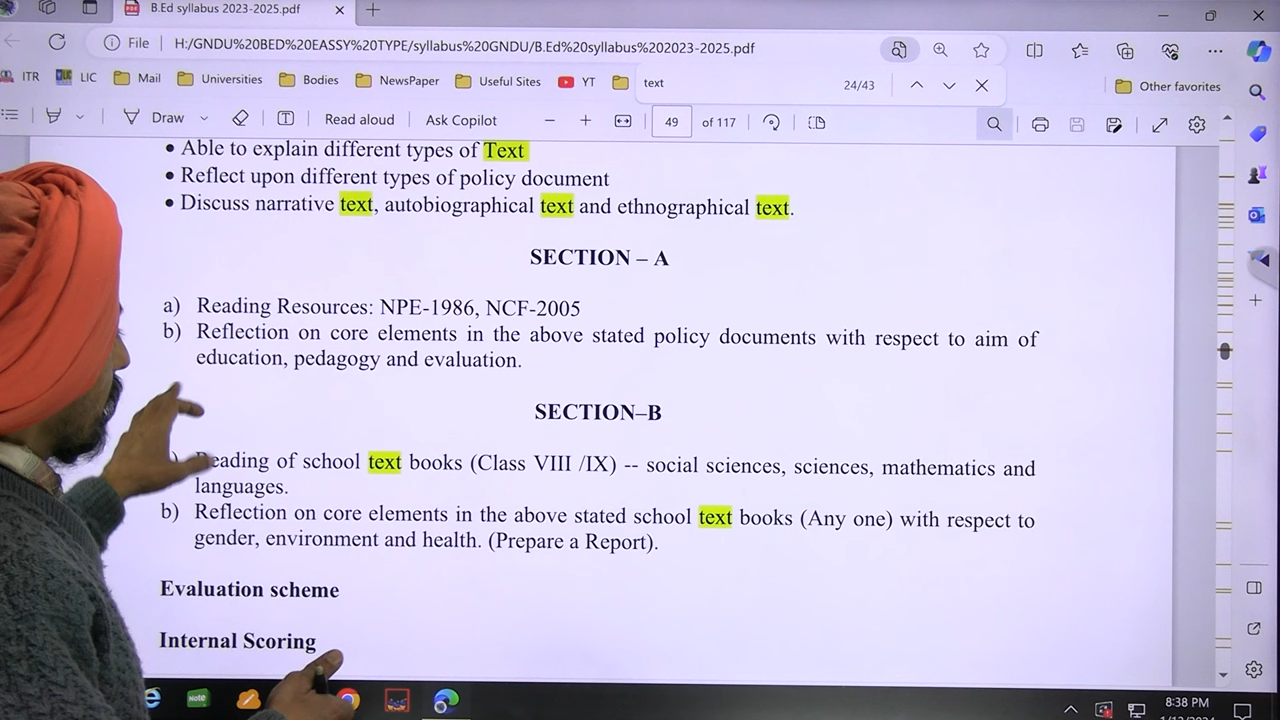 B.Ed syllabus 2023-2025.pdf
File H:/GNDU%20BED%20EASSY%20TYPE/syllabus%20GNDU/B.Ed%20syllabus%202023-2025.pdf
ITR LIC Mail Universities Bodies NewsPaper Useful Sites YT text 24/43 Other favorites
Draw Read aloud Ask Copilot 49 of 117
• Able to explain different types of Text
• Reflect upon different types of policy document
• Discuss narrative text, autobiographical text and ethnographical text.
SECTION – A
a) Reading Resources: NPE-1986, NCF-2005
b) Reflection on core elements in the above stated policy documents with respect to aim of
education, pedagogy and evaluation.
SECTION–B
Reading of school text books (Class VIII /IX) -- social sciences, sciences, mathematics and
languages.
b) Reflection on core elements in the above stated school text books (Any one) with respect to
gender, environment and health. (Prepare a Report).
Evaluation scheme
Internal Scoring
Note
8:38 PM